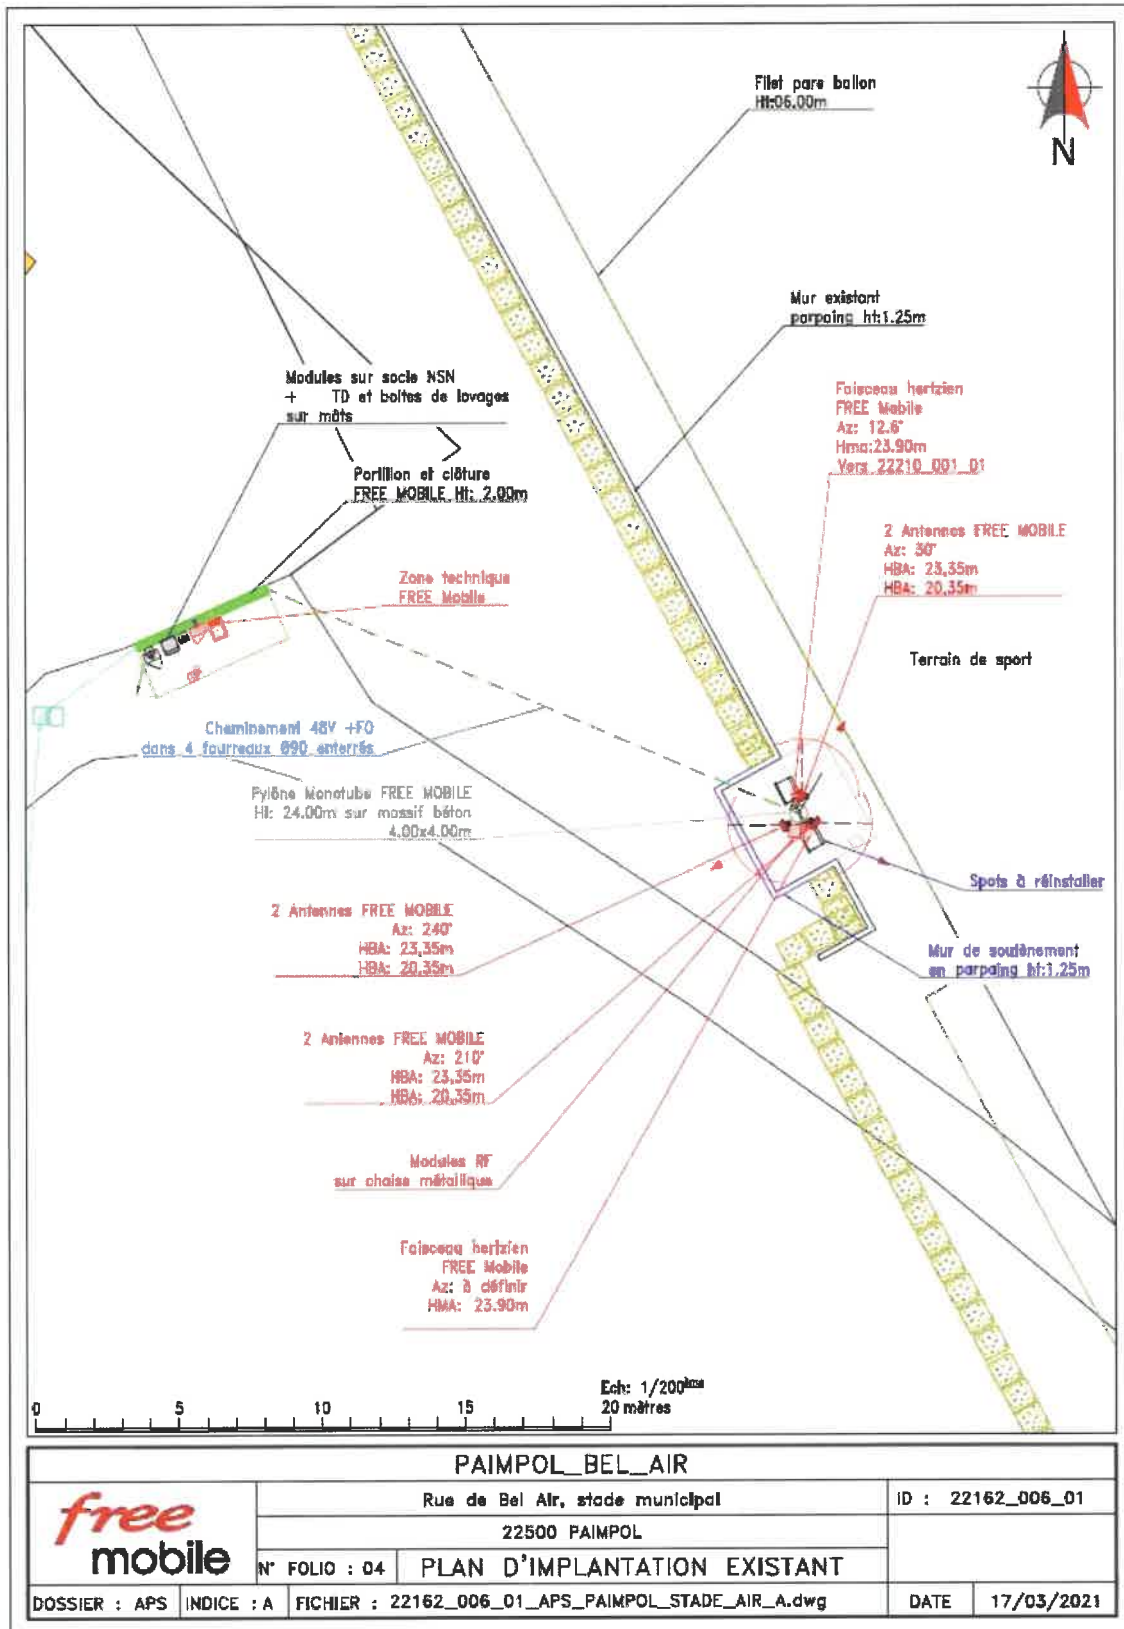 Filet pare ballon
Ht:06.00m
N
Mur existant
parpaing ht:1.25m
Modules sur socle NSN
+ TD et boites de lovages
sur mâts
Faisceau hertzien
FREE Mobile
Az: 12.6°
Hma:23.90m
Vers 22210_001_01
Portillon et clôture
FREE MOBILE Ht: 2.00m
2 Antennes FREE MOBILE
Az: 30°
HBA: 23,35m
HBA: 20,35m
Zone technique
FREE Mobile
Terrain de sport
Cheminement 48V +FO
dans 4 fourreaux Ø90 enterrés
Pylône Monotube FREE MOBILE
Ht: 24.00m sur massif béton
4.00x4.00m
Spots à réinstaller
2 Antennes FREE MOBILE
Az: 240°
HBA: 23,35m
HBA: 20,35m
Mur de soutènement
en parpaing ht:1.25m
2 Antennes FREE MOBILE
Az: 210°
HBA: 23,35m
HBA: 20,35m
Modules RF
sur chaise métallique
Faisceau hertzien
FREE Mobile
Az: à définir
HMA: 23.90m
Ech: 1/200ème
0 5 10 15 20 mètres
PAIMPOL_BEL_AIR
free
mobile
Rue de Bel Air, stade municipal
ID : 22162_006_01
22500 PAIMPOL
N° FOLIO : 04
PLAN D'IMPLANTATION EXISTANT
DOSSIER : APS
INDICE : A
FICHIER : 22162_006_01_APS_PAIMPOL_STADE_AIR_A.dwg
DATE
17/03/2021